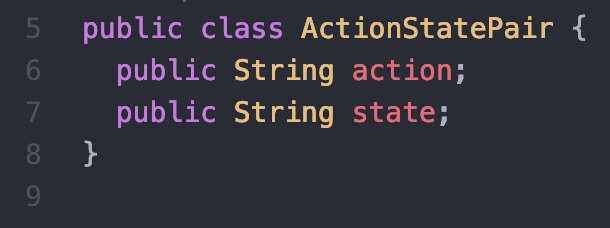 5 public class ActionStatePair {
6   public String action;
7   public String state;
8 }
9